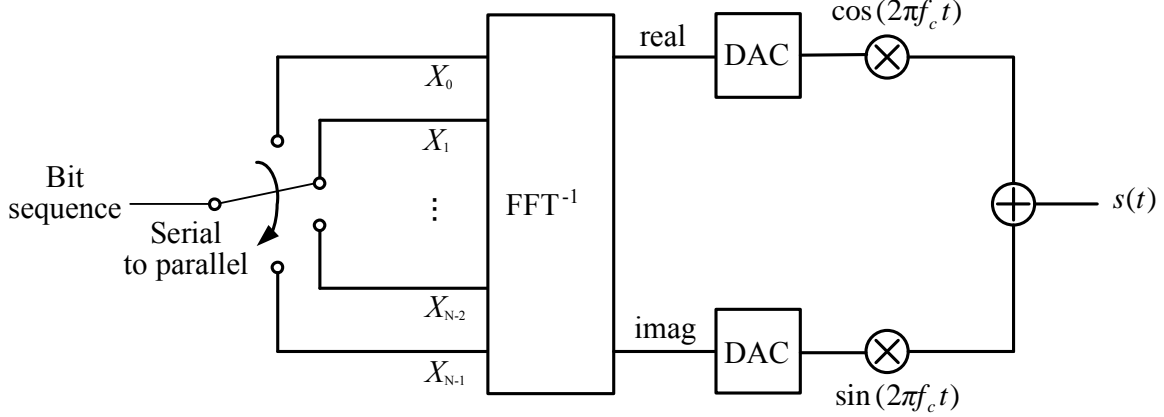 cos(2πf_c t)
real
DAC
X_0
X_1
Bit
sequence
⋮
FFT^-1
s(t)
Serial
to parallel
X_N-2
imag
DAC
X_N-1
sin(2πf_c t)